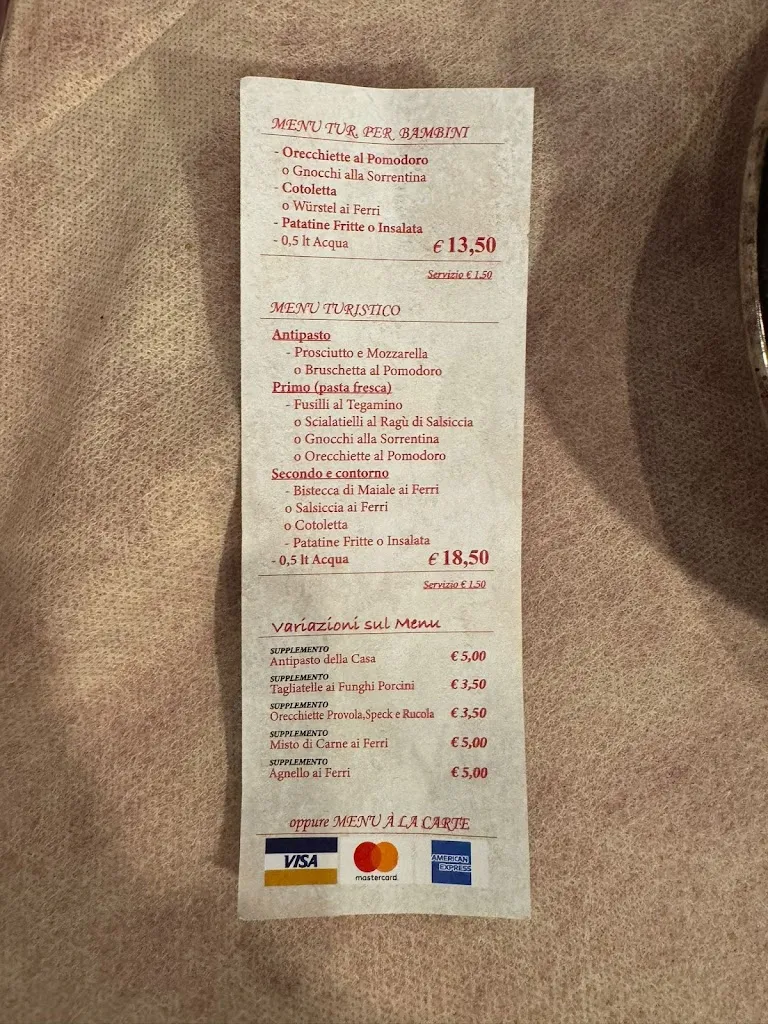 MENU TUR. PER BAMBINI
- Orecchiette al Pomodoro
o Gnocchi alla Sorrentina
- Cotoletta
o Würstel ai Ferri
- Patatine Fritte o Insalata
- 0,5 lt Acqua € 13,50
Servizio € 1.50
MENU TURISTICO
Antipasto
- Prosciutto e Mozzarella
o Bruschetta al Pomodoro
Primo (pasta fresca)
- Fusilli al Tegamino
o Scialatielli al Ragù di Salsiccia
o Gnocchi alla Sorrentina
o Orecchiette al Pomodoro
Secondo e contorno
- Bistecca di Maiale ai Ferri
o Salsiccia ai Ferri
o Cotoletta
- Patatine Fritte o Insalata
- 0,5 lt Acqua € 18,50
Servizio € 1.50
Variazioni sul Menu
SUPPLEMENTO
Antipasto della Casa € 5,00
SUPPLEMENTO
Tagliatelle ai Funghi Porcini € 3,50
SUPPLEMENTO
Orecchiette Provola,Speck e Rucola € 3,50
SUPPLEMENTO
Misto di Carne ai Ferri € 5,00
SUPPLEMENTO
Agnello ai Ferri € 5,00
oppure MENU À LA CARTE
VISA
mastercard.
AMERICAN
EXPRESS